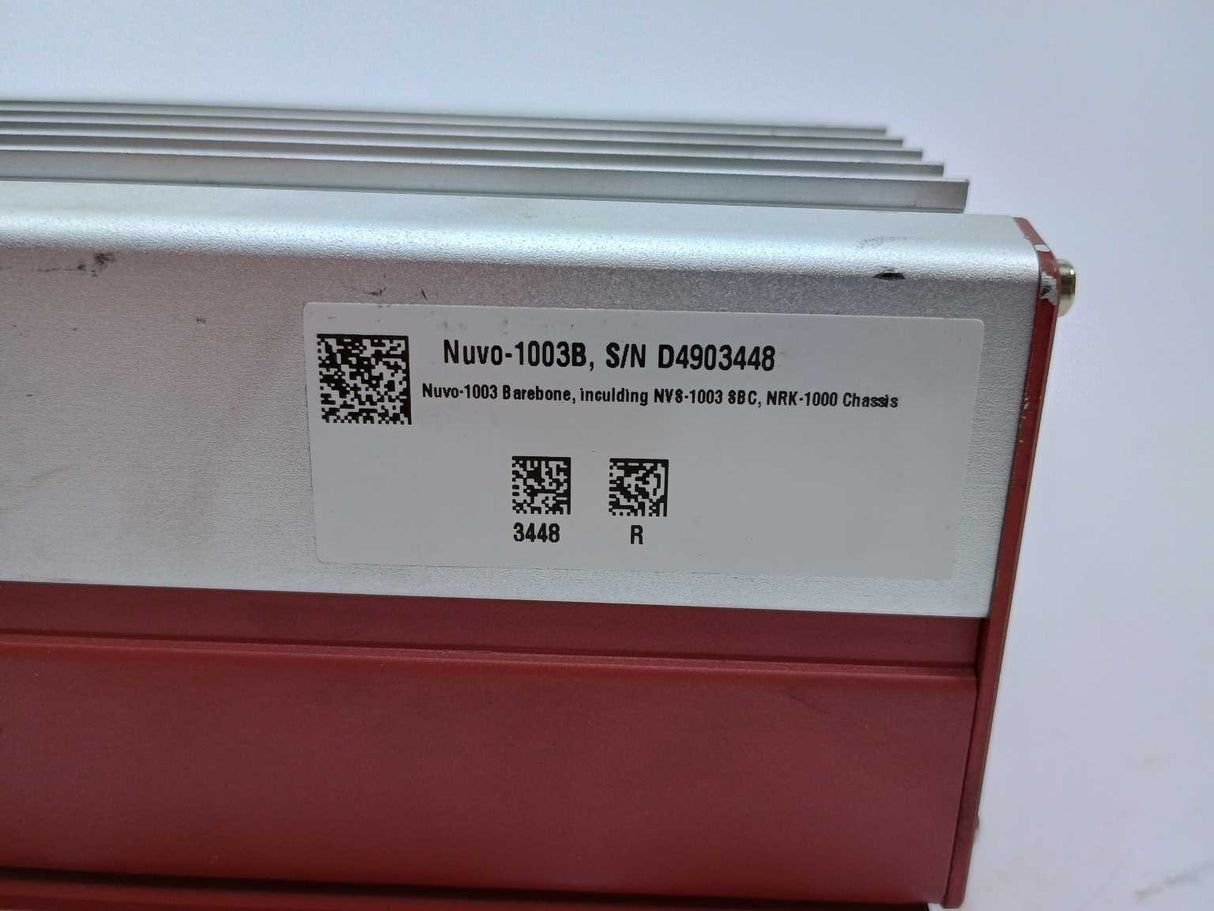 Nuvo-1003B, S/N D4903448
Nuvo-1003 Barebone, inculding NVS-1003 SBC, NRK-1000 Chassis
3448
R